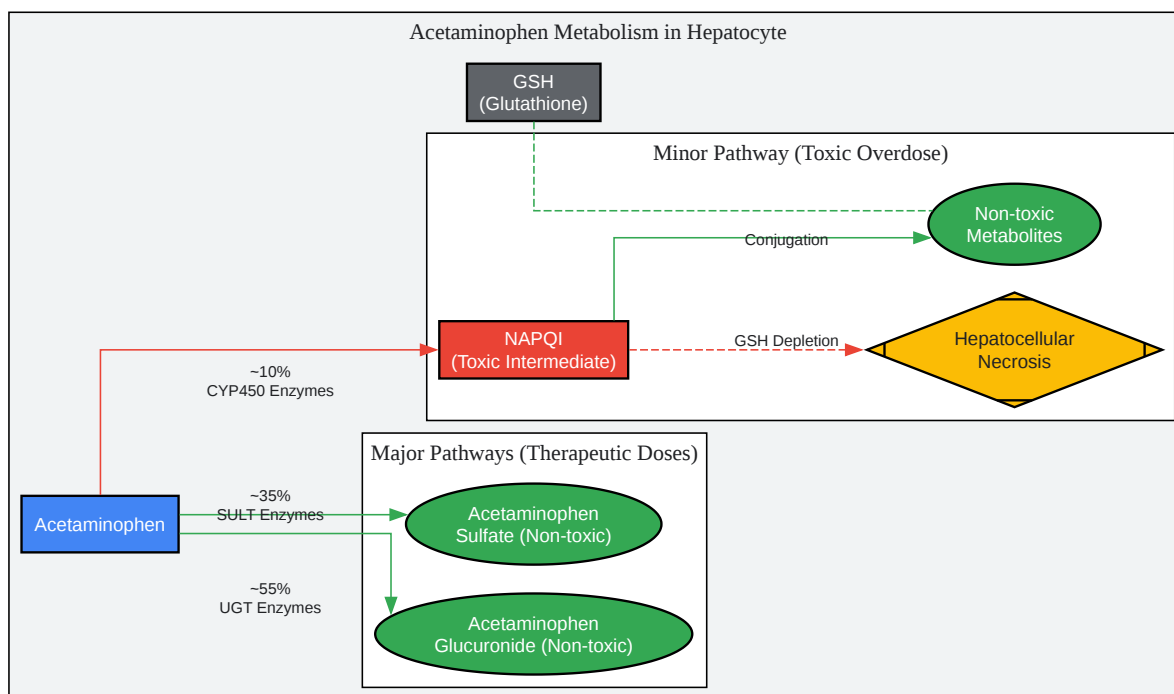 Acetaminophen Metabolism in Hepatocyte
GSH
(Glutathione)
Minor Pathway (Toxic Overdose)
Non-toxic
Metabolites
Conjugation
NAPQI
(Toxic Intermediate)
GSH Depletion
Hepatocellular
Necrosis
~10%
CYP450 Enzymes
Major Pathways (Therapeutic Doses)
Acetaminophen
~35%
SULT Enzymes
Acetaminophen
Sulfate (Non-toxic)
~55%
UGT Enzymes
Acetaminophen
Glucuronide (Non-toxic)